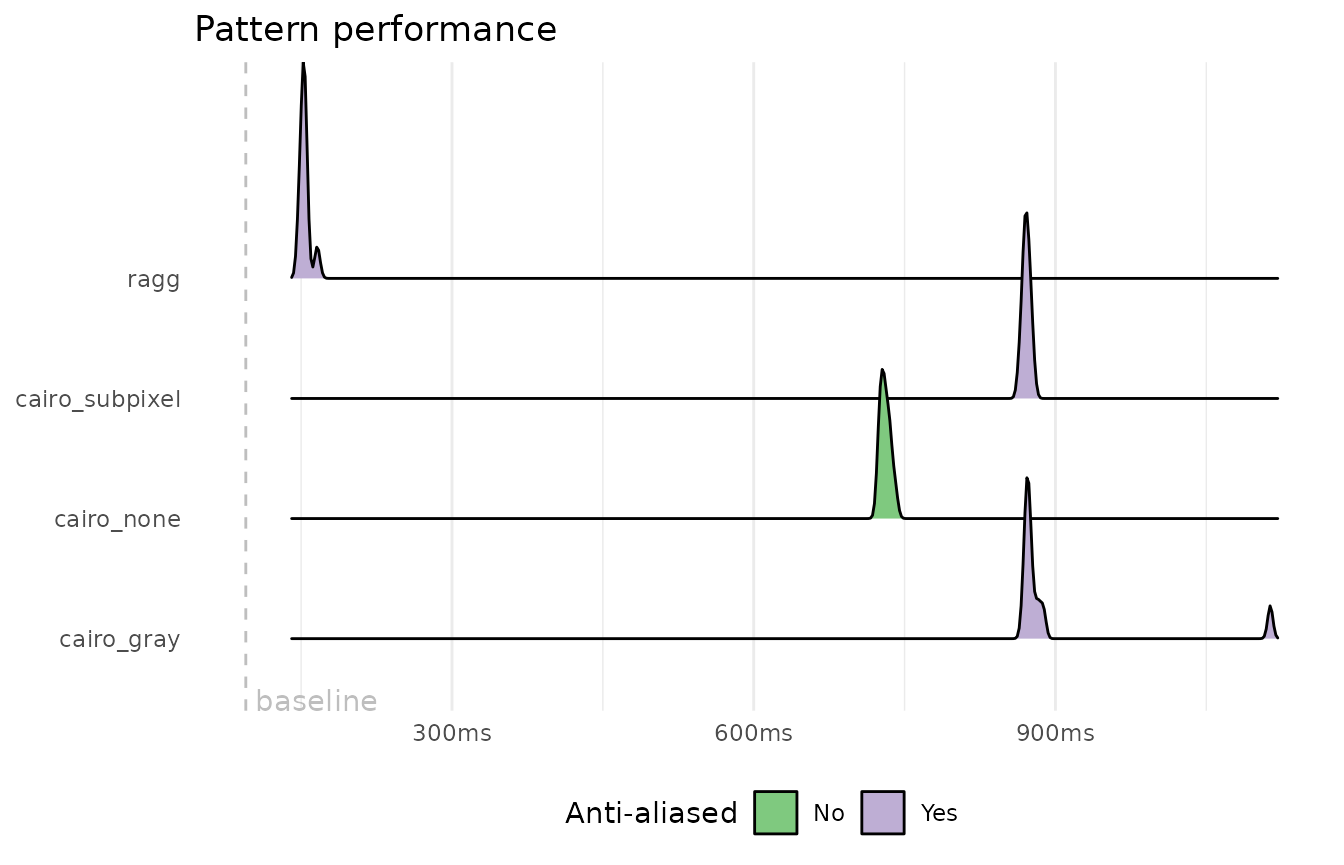 Pattern performance
ragg
cairo_subpixel
cairo_none
cairo_gray
baseline
300ms 600ms 900ms
Anti-aliased No Yes